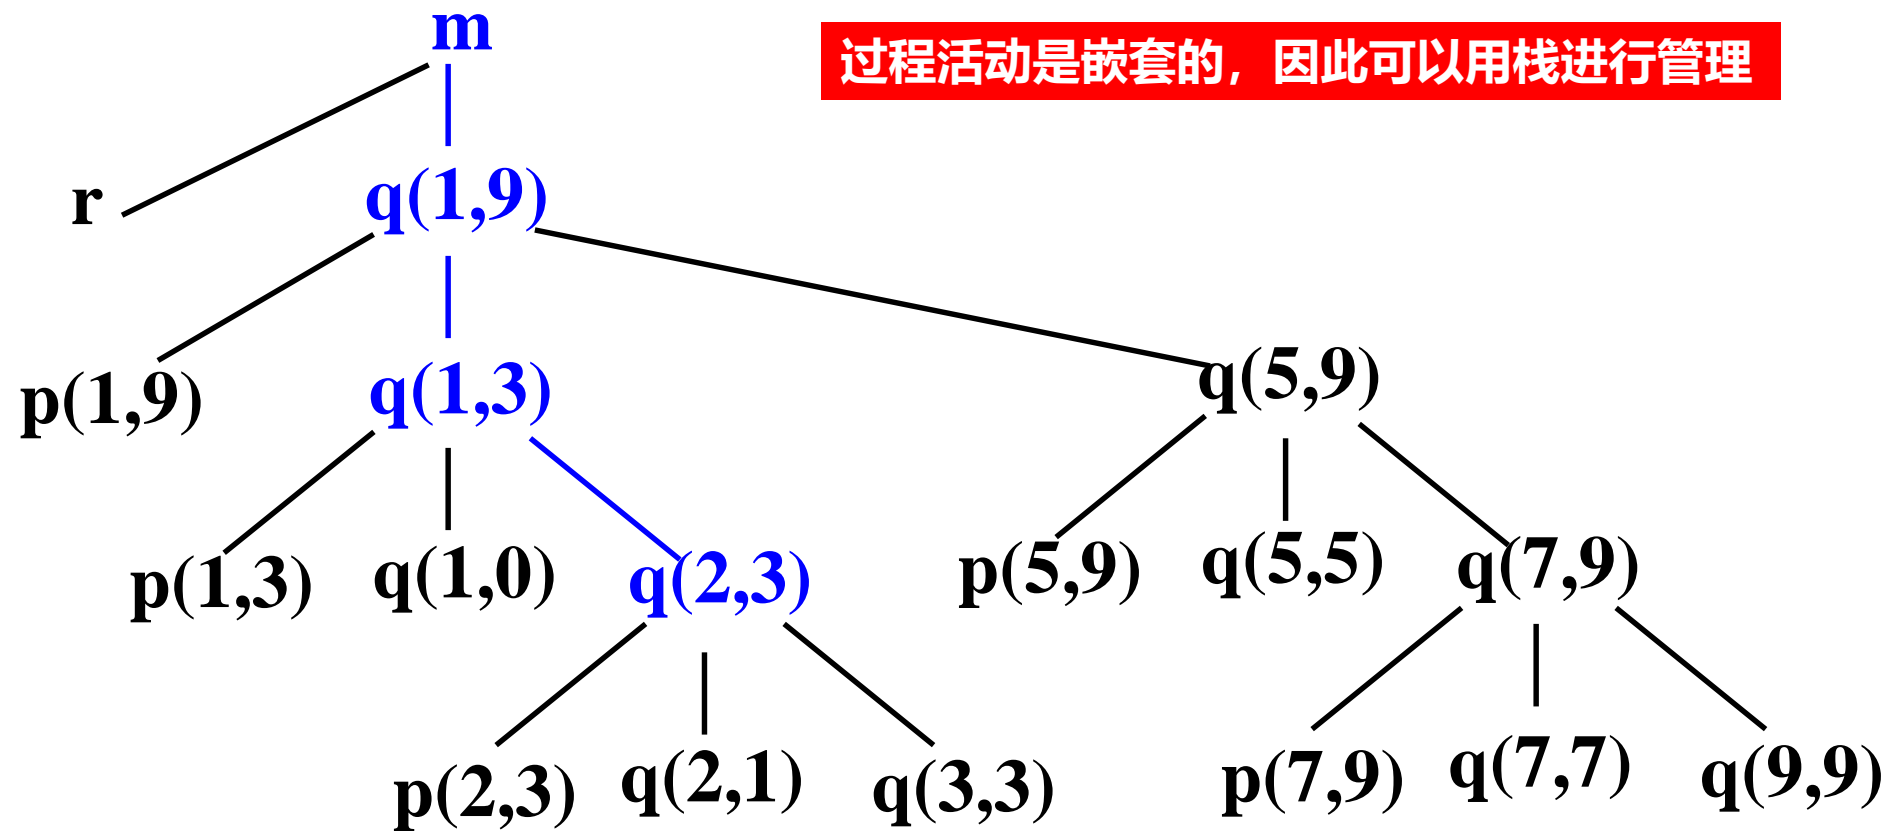 m
过程活动是嵌套的，因此可以用栈进行管理
r
q(1,9)
p(1,9)
q(1,3)
q(5,9)
p(1,3)
q(1,0)
q(2,3)
p(5,9)
q(5,5)
q(7,9)
p(2,3)
q(2,1)
q(3,3)
p(7,9)
q(7,7)
q(9,9)